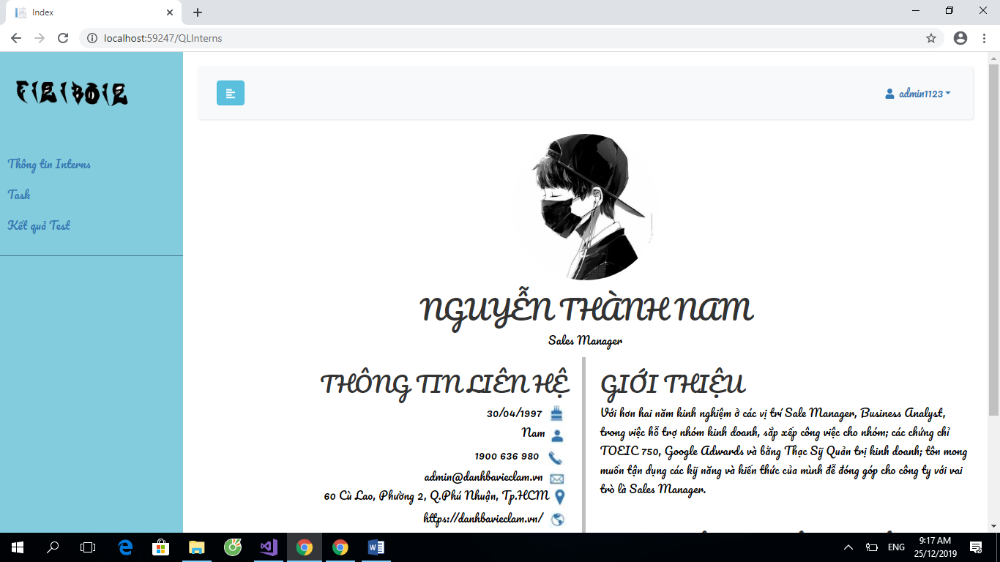 Index
localhost:59247/QLInterns
admin1123
Thông tin Interns
Task
Kết quả Test
NGUYỄN THÀNH NAM
Sales Manager
THÔNG TIN LIÊN HỆ
30/04/1997
Nam
1900 636 980
admin@danhbavieclam.vn
60 Cù Lao, Phường 2, Q.Phú Nhuận, Tp.HCM
https://danhbavieclam.vn/
GIỚI THIỆU
Với hơn hai năm kinh nghiệm ở các vị trí Sale Manager, Business Analyst,
trong việc hỗ trợ nhóm kinh doanh, sắp xếp công việc cho nhóm; các chứng chỉ
TOEIC 750, Google Adwards và bằng Thạc Sỹ Quản trị kinh doanh; tôn mong
muốn tận dụng các kỹ năng và kiến thức của mình để đóng góp cho công ty với vai
trò là Sales Manager.
ENG
9:17 AM
25/12/2019